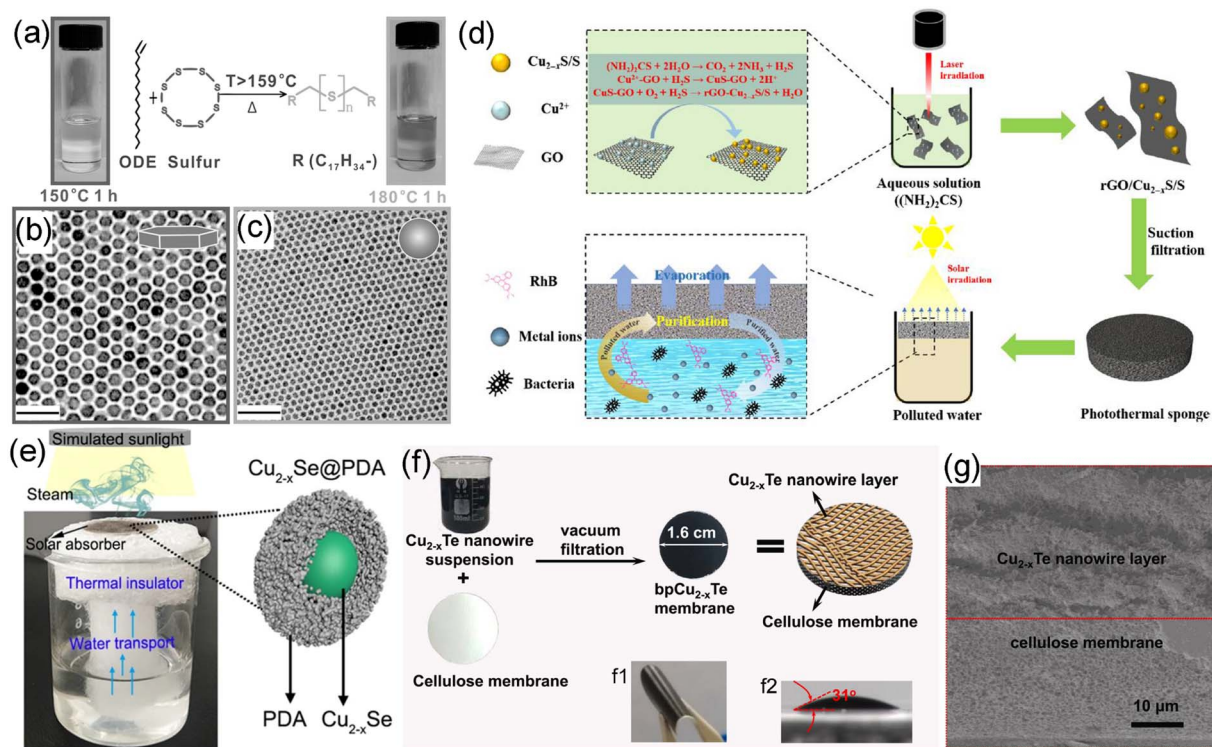 (a)
T>159°C
+
Δ
S
S
S
S
S
S
S
S
R
S
n
R
ODE Sulfur
R (C₁₇H₃₄-)
150°C 1 h
180°C 1 h
(b)
(c)
(d)
Cu₂₋ₓS/S
Cu²⁺
GO
(NH₂)₂CS + 2H₂O → CO₂ + 2NH₃ + H₂S
Cu²⁺-GO + H₂S → CuS-GO + 2H⁺
CuS-GO + O₂ + H₂S → rGO-Cu₂₋ₓS/S + H₂O
Laser
irradiation
Aqueous solution
((NH₂)₂CS)
rGO/Cu₂₋ₓS/S
Suction
filtration
Photothermal sponge
Solar
irradiation
Polluted water
RhB
Metal ions
Bacteria
Evaporation
Purification
Polluted water
Purified water
(e)
Simulated sunlight
Steam
Solar absorber
Thermal insulator
Water transport
Cu₂₋ₓSe@PDA
PDA
Cu₂₋ₓSe
(f)
Cu₂₋ₓTe nanowire
suspension
+
Cellulose membrane
vacuum
filtration
1.6 cm
bpCu₂₋ₓTe
membrane
=
Cu₂₋ₓTe nanowire layer
Cellulose membrane
f1
f2
31°
(g)
Cu₂₋ₓTe nanowire layer
cellulose membrane
10 μm